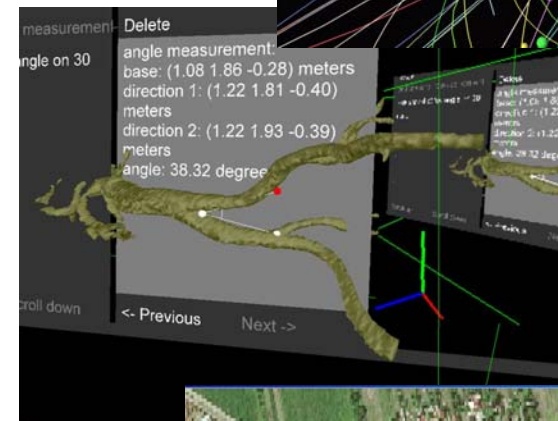 measurement
Delete
angle on 30
angle measurement:
base: (1.08 1.86 -0.28) meters
direction 1: (1.22 1.81 -0.40)
meters
direction 2: (1.22 1.93 -0.39)
meters
angle: 38.32 degree
scroll down
<- Previous
Next ->
Delete